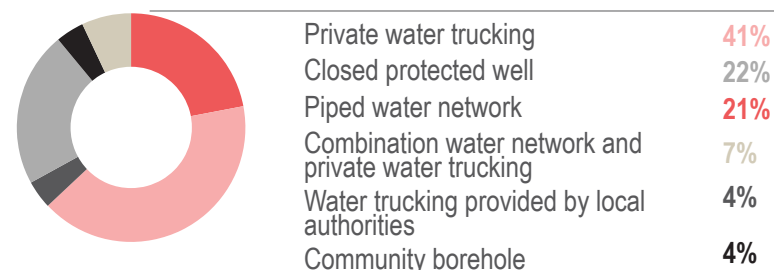 Private water trucking 41%
Closed protected well 22%
Piped water network 21%
Combination water network and
private water trucking 7%
Water trucking provided by local
authorities 4%
Community borehole 4%